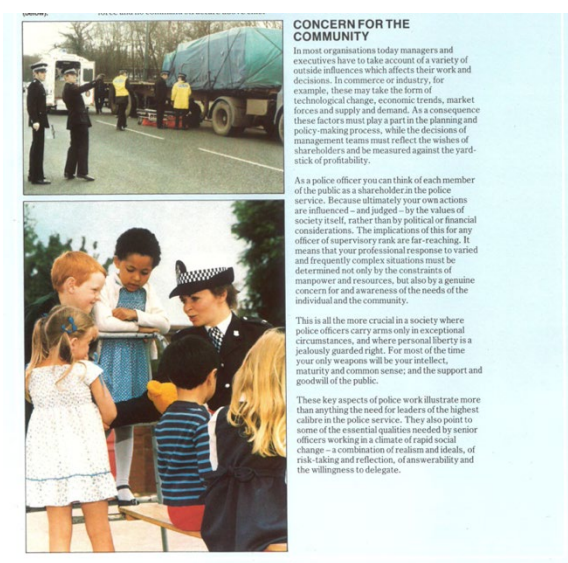 (below).
CONCERN FOR THE
COMMUNITY
In most organisations today managers and
executives have to take account of a variety of
outside influences which affects their work and
decisions. In commerce or industry, for
example, these may take the form of
technological change, economic trends, market
forces and supply and demand. As a consequence
these factors must play a part in the planning and
policy-making process, while the decisions of
management teams must reflect the wishes of
shareholders and be measured against the yard-
stick of profitability.
As a police officer you can think of each member
of the public as a shareholder.in the police
service. Because ultimately your own actions
are influenced – and judged – by the values of
society itself, rather than by political or financial
considerations. The implications of this for any
officer of supervisory rank are far-reaching. It
means that your professional response to varied
and frequently complex situations must be
determined not only by the constraints of
manpower and resources, but also by a genuine
concern for and awareness of the needs of the
individual and the community.
This is all the more crucial in a society where
police officers carry arms only in exceptional
circumstances, and where personal liberty is a
jealously guarded right. For most of the time
your only weapons will be your intellect,
maturity and common sense; and the support and
goodwill of the public.
These key aspects of police work illustrate more
than anything the need for leaders of the highest
calibre in the police service. They also point to
some of the essential qualities needed by senior
officers working in a climate of rapid social
change – a combination of realism and ideals, of
risk-taking and reflection, of answerability and
the willingness to delegate.